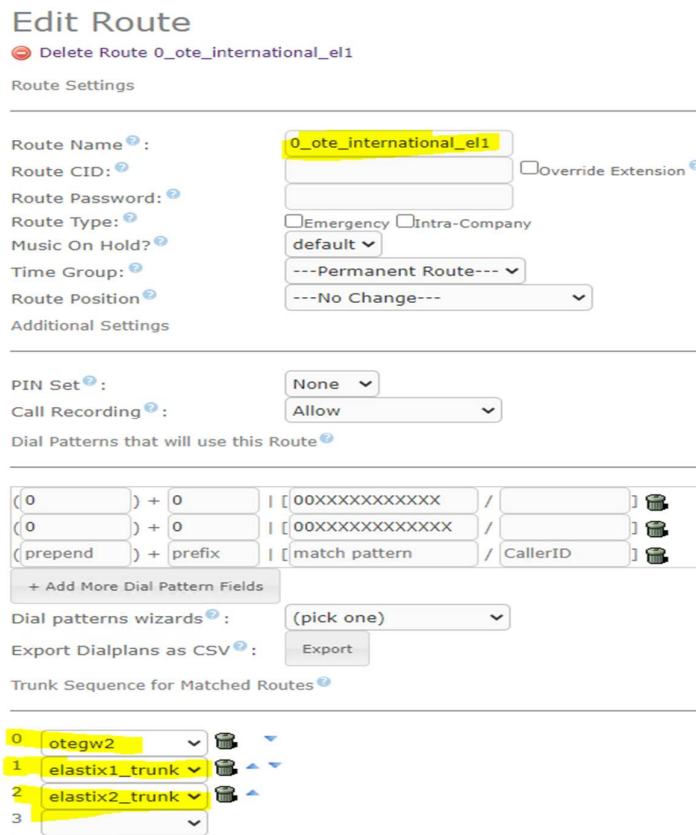 Edit Route
Delete Route 0_ote_international_el1
Route Settings
Route Name? : 0_ote_international_el1
Route CID: ? Override Extension ?
Route Password: ?
Route Type: ? Emergency Intra-Company
Music On Hold? ? default
Time Group: ? ---Permanent Route---
Route Position ? ---No Change---
Additional Settings
PIN Set ? : None
Call Recording ? : Allow
Dial Patterns that will use this Route ?
( 0 ) + 0 | [ 00XXXXXXXXXXX / ]
( 0 ) + 0 | [ 00XXXXXXXXXXXX / ]
( prepend ) + prefix | [ match pattern / CallerID ]
+ Add More Dial Pattern Fields
Dial patterns wizards ? : (pick one)
Export Dialplans as CSV ? : Export
Trunk Sequence for Matched Routes ?
0 otegw2
1 elastix1_trunk
2 elastix2_trunk
3